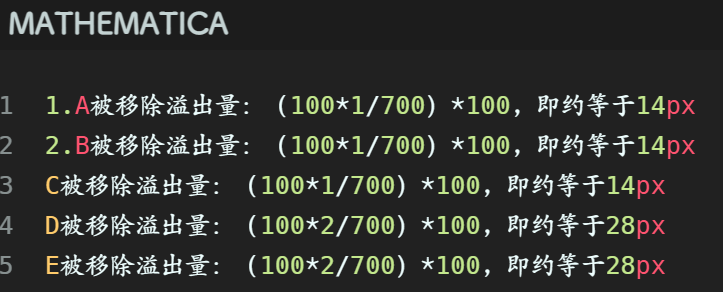 MATHEMATICA
1 1.A被移除溢出量: (100*1/700) *100, 即约等于14px
2 2.B被移除溢出量: (100*1/700) *100, 即约等于14px
3 C被移除溢出量: (100*1/700) *100, 即约等于14px
4 D被移除溢出量: (100*2/700) *100, 即约等于28px
5 E被移除溢出量: (100*2/700) *100, 即约等于28px